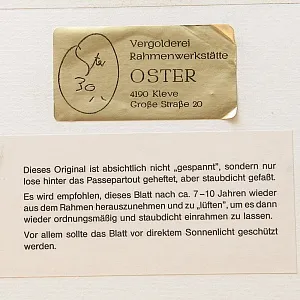 Vergolderei
Rahmenwerkstätte
OSTER
4190 Kleve
Große Straße 20
Dieses Original ist absichtlich nicht „gespannt", sondern nur
lose hinter das Passepartout geheftet, aber staubdicht gefaßt.
Es wird empfohlen, dieses Blatt nach ca. 7–10 Jahren wieder
aus dem Rahmen herauszunehmen und zu „lüften", um es dann
wieder ordnungsmäßig und staubdicht einrahmen zu lassen.
Vor allem sollte das Blatt vor direktem Sonnenlicht geschützt
werden.